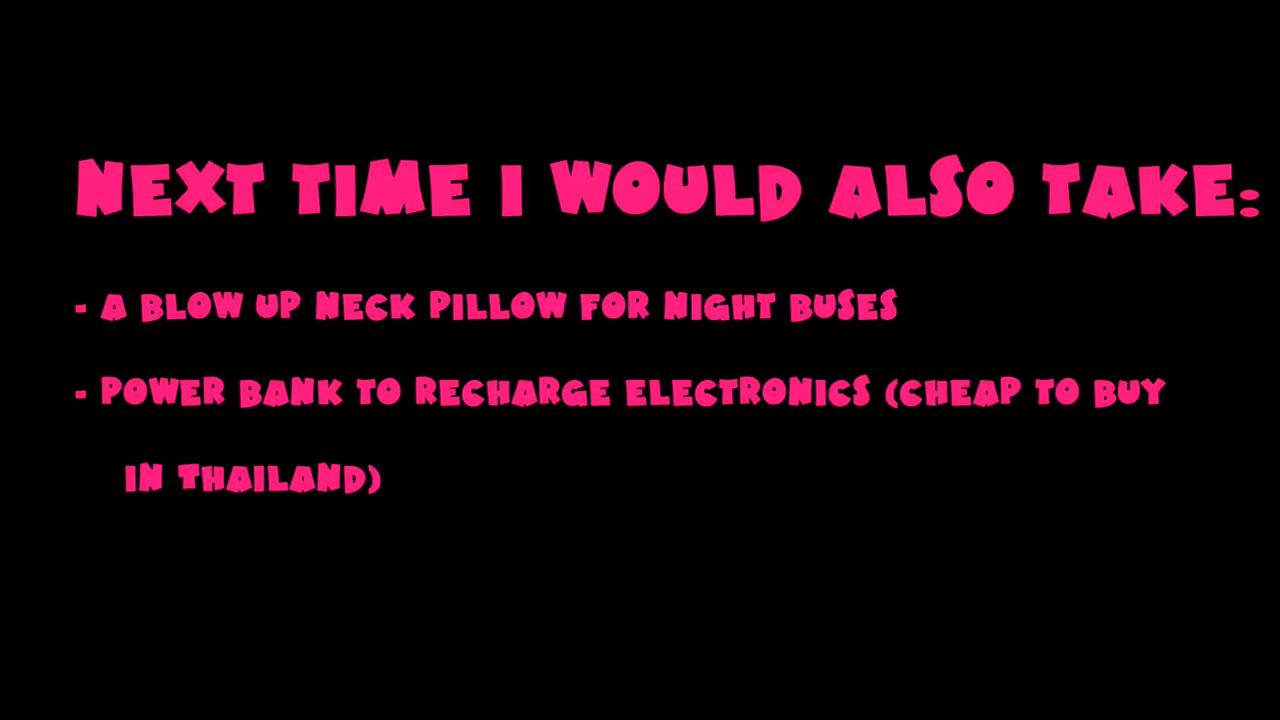 NEXT TIME I WOULD ALSO TAKE:
- A BLOW UP NECK PILLOW FOR NIGHT BUSES
- POWER BANK TO RECHARGE ELECTRONICS (CHEAP TO BUY
IN THAILAND)